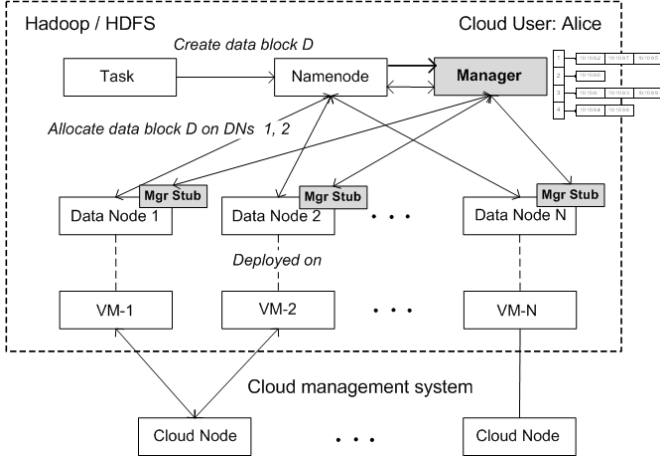 Hadoop / HDFS
Cloud User: Alice
Create data block D
Task
Namenode
Manager
1
2
3
4
Allocate data block D on DNs 1, 2
Mgr Stub
Mgr Stub
Mgr Stub
Data Node 1
Data Node 2
. . .
Data Node N
Deployed on
VM-1
VM-2
. . .
VM-N
Cloud management system
Cloud Node
. . .
Cloud Node